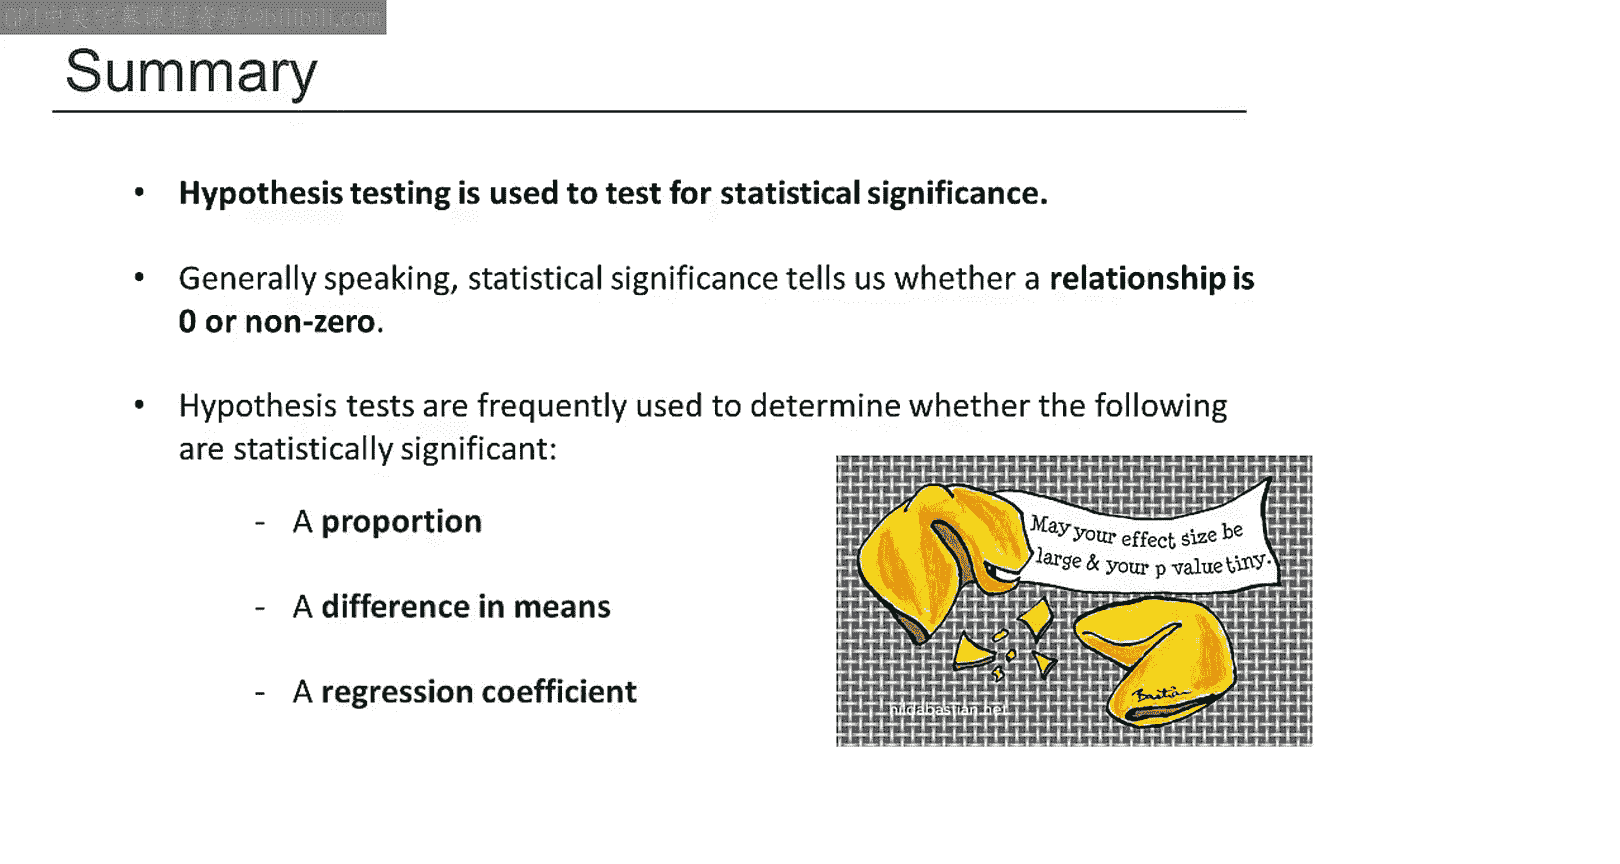 Summary
• Hypothesis testing is used to test for statistical significance.
• Generally speaking, statistical significance tells us whether a relationship is
0 or non-zero.
• Hypothesis tests are frequently used to determine whether the following
are statistically significant:
- A proportion
- A difference in means
- A regression coefficient
May your effect size be
large & your p value tiny.
Bastian
hildabastian.net